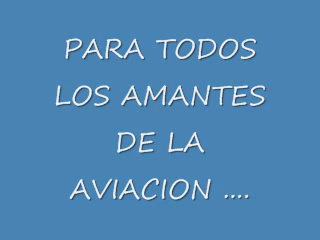 PARA TODOS
LOS AMANTES
DE LA
AVIACION ....